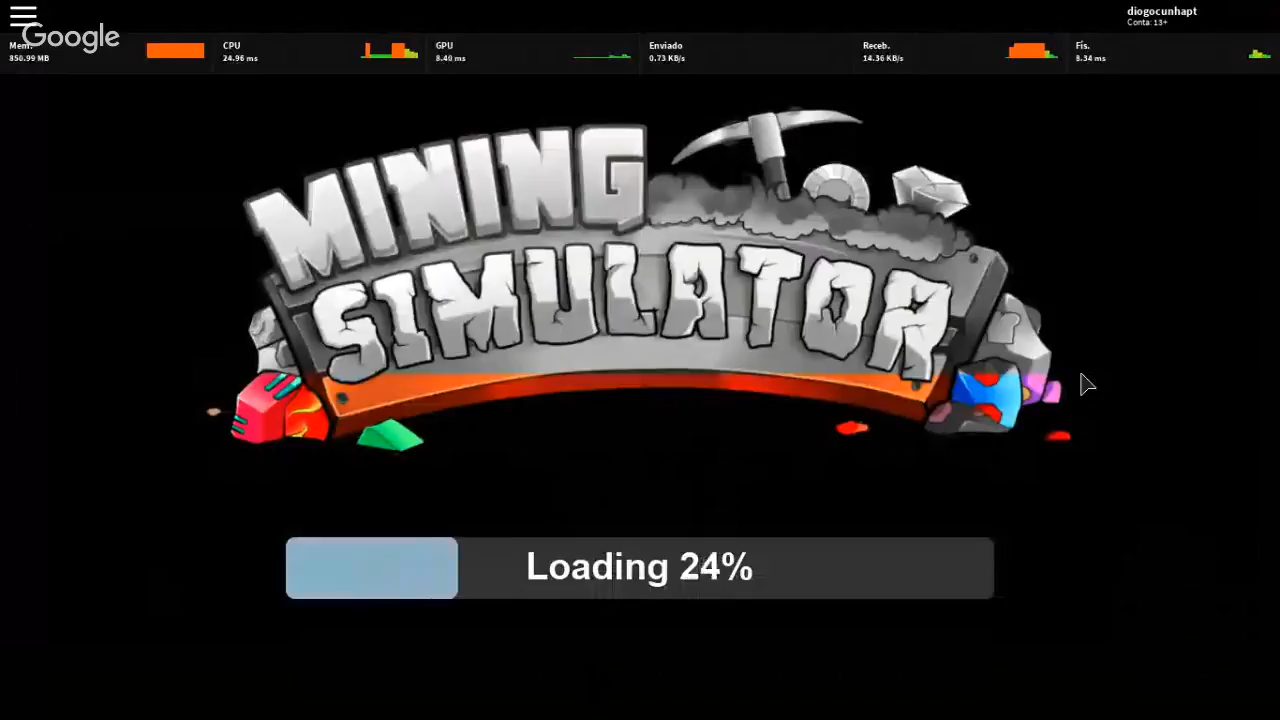 Google
diogocunhapt
Conta: 13+
Mem.
850.99 MB
CPU
24.96 ms
GPU
8.40 ms
Enviado
0.73 KB/s
Receb.
14.36 KB/s
Fís.
8.34 ms
MINING
SIMULATOR
Loading 24%